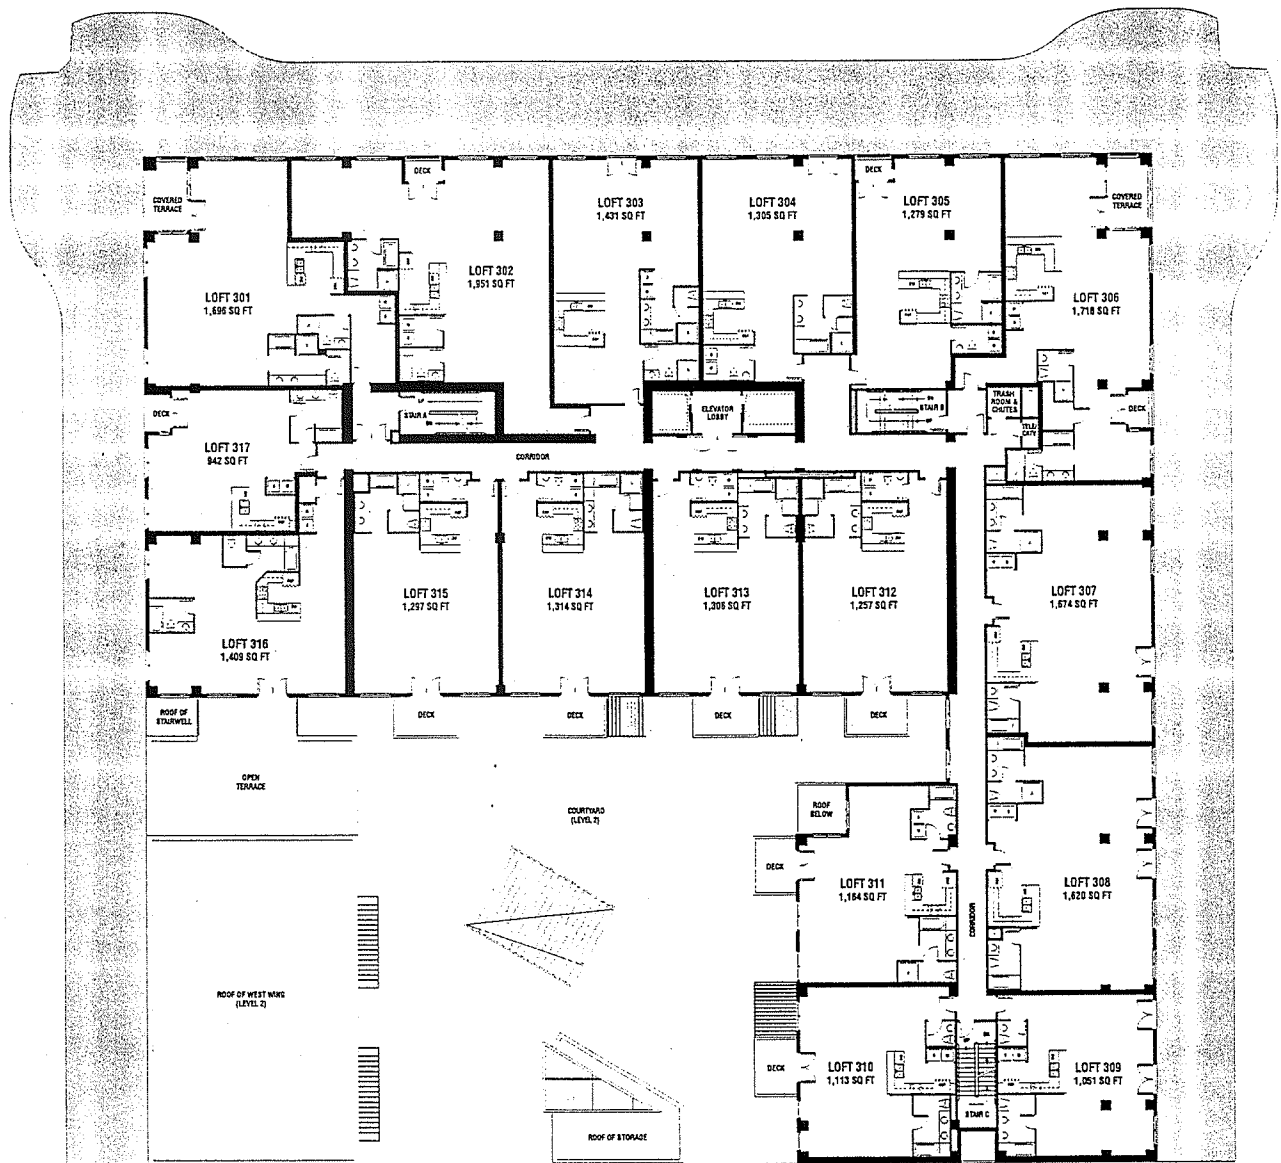 DECK
DECK
COVERED
TERRACE
LOFT 303
1,431 SQ FT
LOFT 304
1,305 SQ FT
LOFT 305
1,279 SQ FT
COVERED
TERRACE
LOFT 301
1,696 SQ FT
LOFT 302
1,951 SQ FT
LOFT 306
1,718 SQ FT
DECK
STAIR A
UP
DN
ELEVATOR
LOBBY
STAIR B
TRASH
ROOM &
CHUTES
TELE/
CATV
DECK
LOFT 317
942 SQ FT
CORRIDOR
LOFT 315
1,297 SQ FT
LOFT 314
1,314 SQ FT
LOFT 313
1,306 SQ FT
LOFT 312
1,257 SQ FT
LOFT 307
1,674 SQ FT
LOFT 316
1,409 SQ FT
ROOF OF
STAIRWELL
DECK
DECK
DECK
DECK
OPEN
TERRACE
COURTYARD
(LEVEL 2)
ROOF
BELOW
DECK
LOFT 311
1,164 SQ FT
CORRIDOR
LOFT 308
1,620 SQ FT
ROOF OF WEST WING
(LEVEL 2)
DECK
LOFT 310
1,113 SQ FT
LOFT 309
1,051 SQ FT
STAIR C
ROOF OF STORAGE